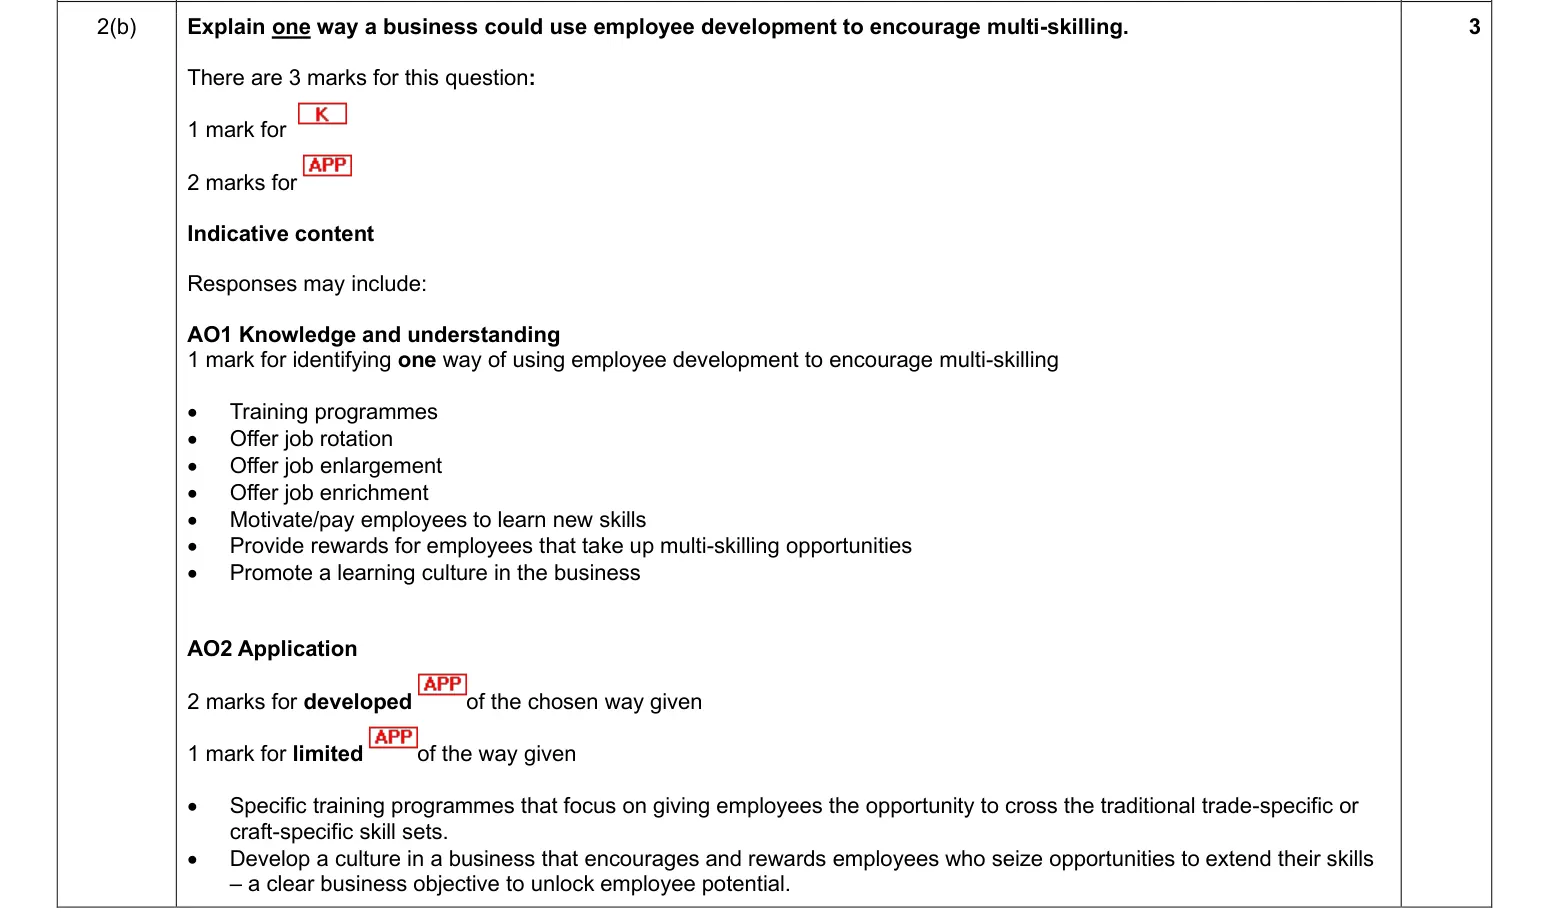 2(b) Explain one way a business could use employee development to encourage multi-skilling. 3
There are 3 marks for this question:
1 mark for K
2 marks for APP
Indicative content
Responses may include:
AO1 Knowledge and understanding
1 mark for identifying one way of using employee development to encourage multi-skilling
• Training programmes
• Offer job rotation
• Offer job enlargement
• Offer job enrichment
• Motivate/pay employees to learn new skills
• Provide rewards for employees that take up multi-skilling opportunities
• Promote a learning culture in the business
AO2 Application
2 marks for developed APP of the chosen way given
1 mark for limited APP of the way given
• Specific training programmes that focus on giving employees the opportunity to cross the traditional trade-specific or
craft-specific skill sets.
• Develop a culture in a business that encourages and rewards employees who seize opportunities to extend their skills
– a clear business objective to unlock employee potential.